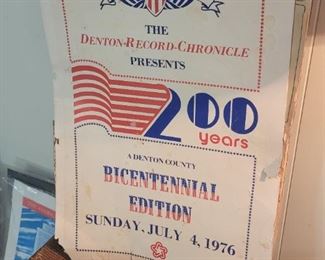 THE
DENTON-RECORD-CHRONICLE
PRESENTS
200
years
A DENTON COUNTY
BICENTENNIAL
EDITION
SUNDAY, JULY 4, 1976